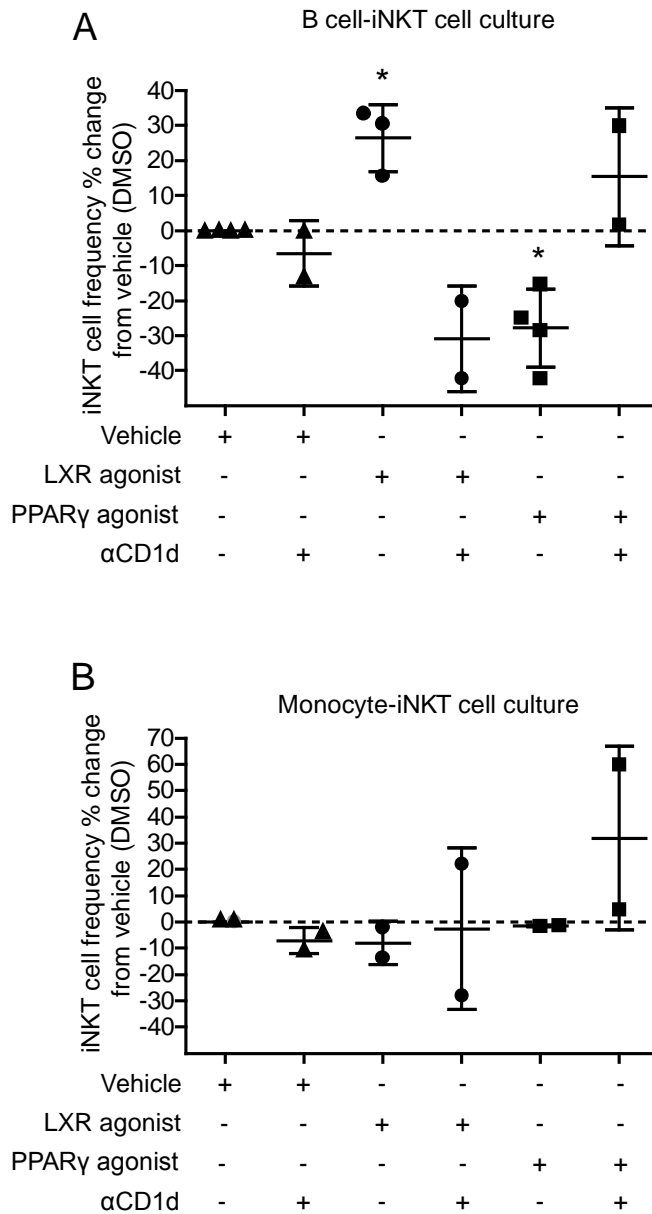 A
B cell-iNKT cell culture
*
*
iNKT cell frequency % change
from vehicle (DMSO)
40
30
20
10
0
-10
-20
-30
-40
Vehicle + + - - - -
LXR agonist - - + + - -
PPARγ agonist - - - - + +
αCD1d - + - + - +
B
Monocyte-iNKT cell culture
iNKT cell frequency % change
from vehicle (DMSO)
70
60
50
40
30
20
10
0
-10
-20
-30
-40
Vehicle + + - - - -
LXR agonist - - + + - -
PPARγ agonist - - - - + +
αCD1d - + - + - +